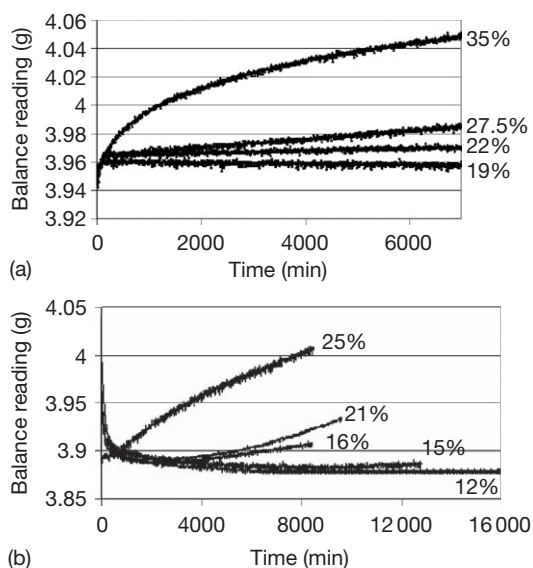 4.06
4.04
4.02
4
3.98
3.96
3.94
3.92
Balance reading (g)
35%
27.5%
22%
19%
0 2000 4000 6000
Time (min)
(a)
4.05
4
3.95
3.9
3.85
Balance reading (g)
25%
21%
16%
15%
12%
0 4000 8000 12 000 16 000
Time (min)
(b)